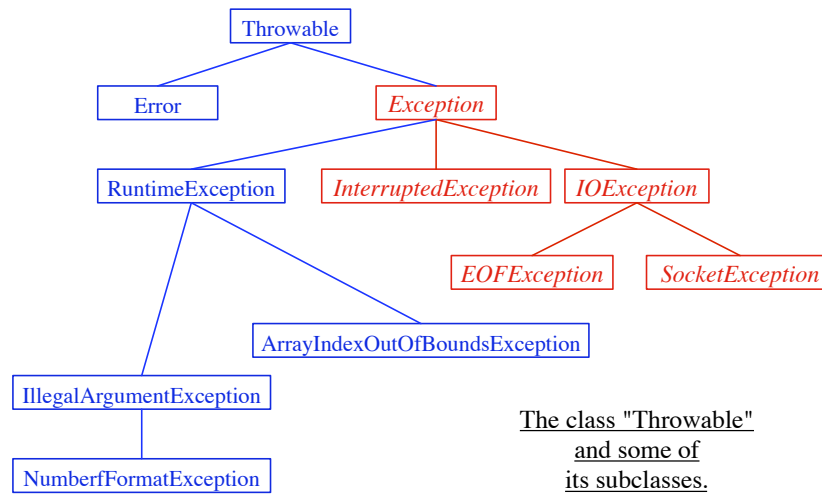 Throwable
Error
Exception
RuntimeException
InterruptedException
IOException
EOFException
SocketException
ArrayIndexOutOfBoundsException
IllegalArgumentException
NumberfFormatException
The class "Throwable"
and some of
its subclasses.